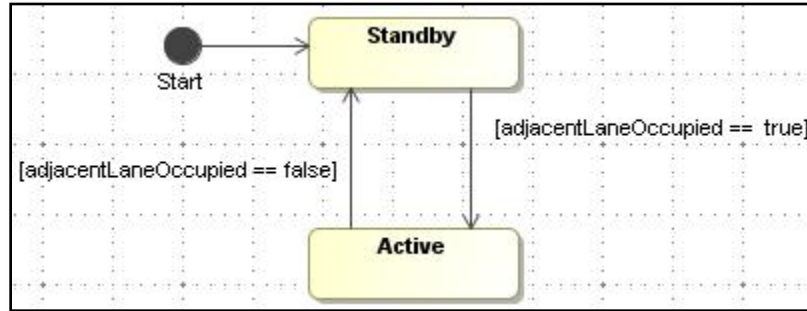 Standby
Start
[adjacentLaneOccupied == true]
[adjacentLaneOccupied == false]
Active